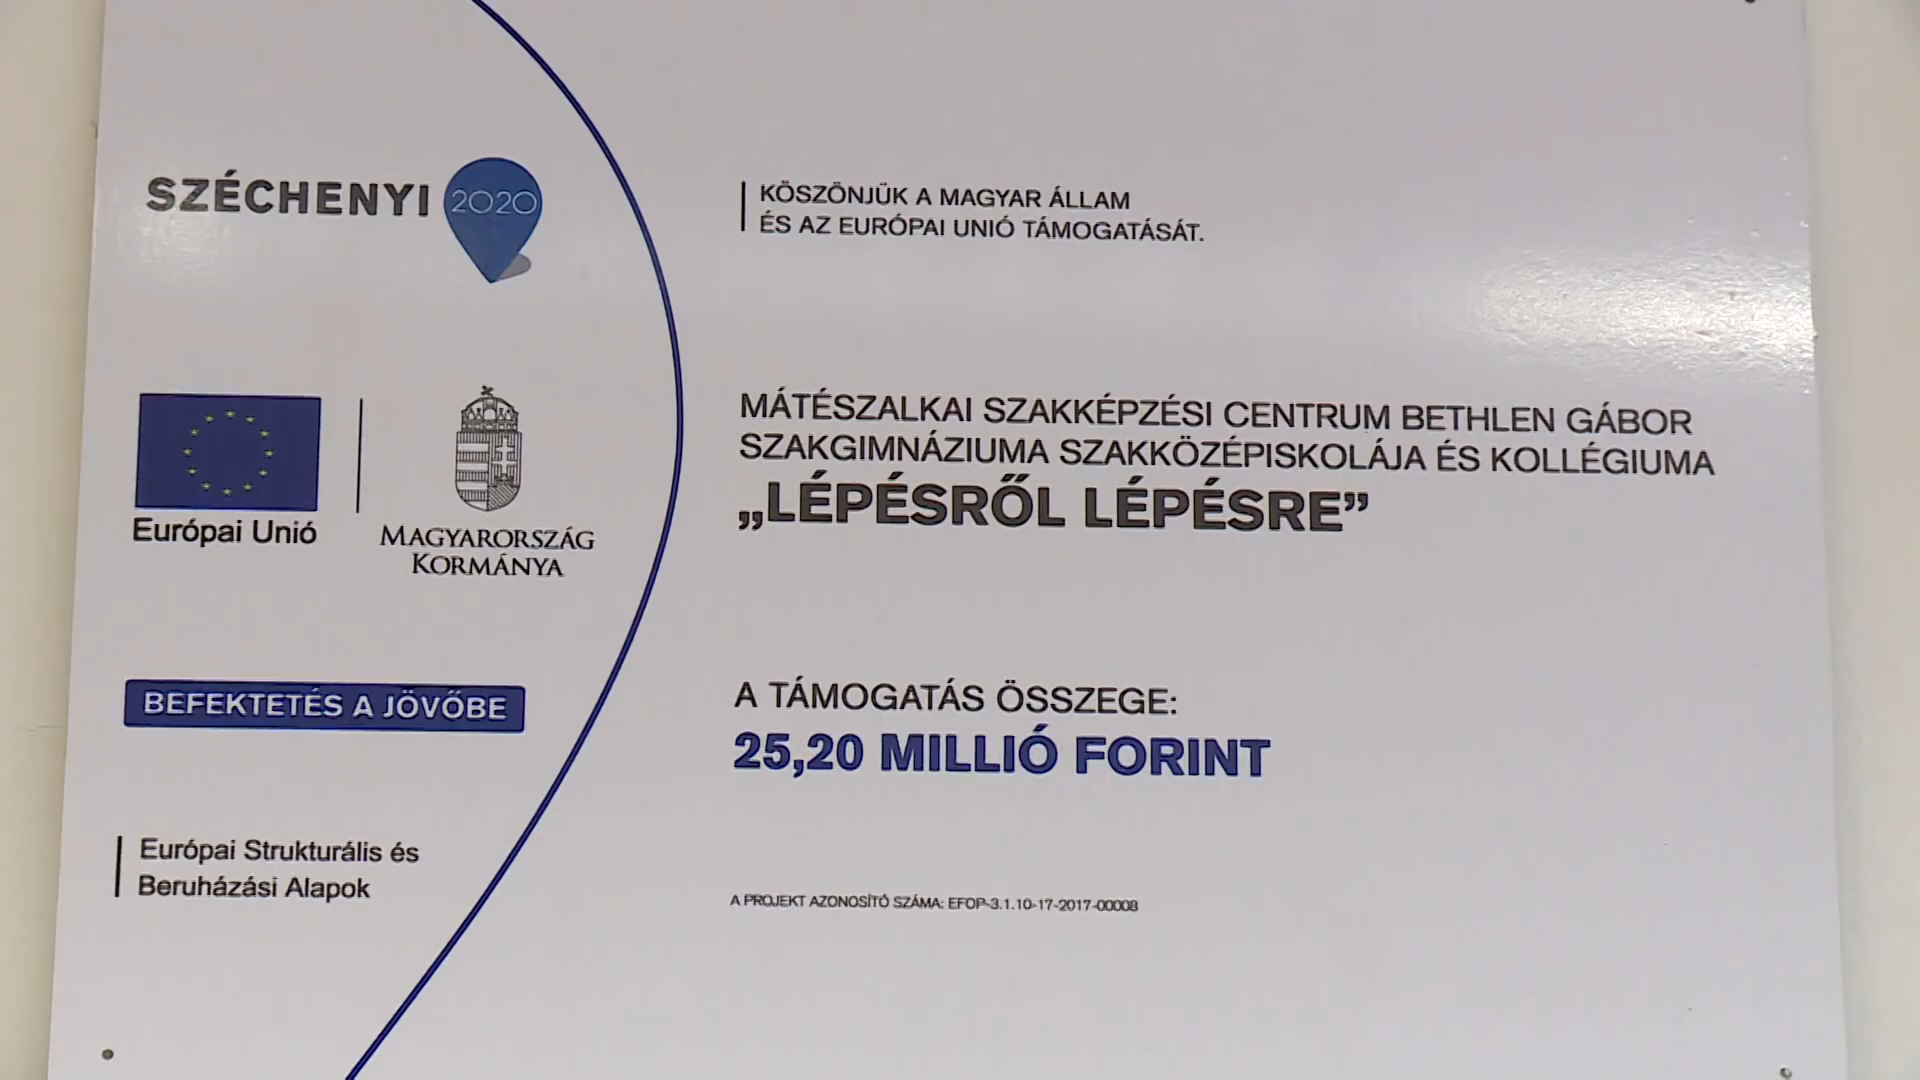 SZÉCHENYI 2020
KÖSZÖNJÜK A MAGYAR ÁLLAM
ÉS AZ EURÓPAI UNIÓ TÁMOGATÁSÁT.
Európai Unió
MAGYARORSZÁG
KORMÁNYA
MÁTÉSZALKAI SZAKKÉPZÉSI CENTRUM BETHLEN GÁBOR
SZAKGIMNÁZIUMA SZAKKÖZÉPISKOLÁJA ÉS KOLLÉGIUMA
„LÉPÉSRŐL LÉPÉSRE”
BEFEKTETÉS A JÖVŐBE
A TÁMOGATÁS ÖSSZEGE:
25,20 MILLIÓ FORINT
Európai Strukturális és
Beruházási Alapok
A PROJEKT AZONOSÍTÓ SZÁMA: EFOP-3.1.10-17-2017-00008